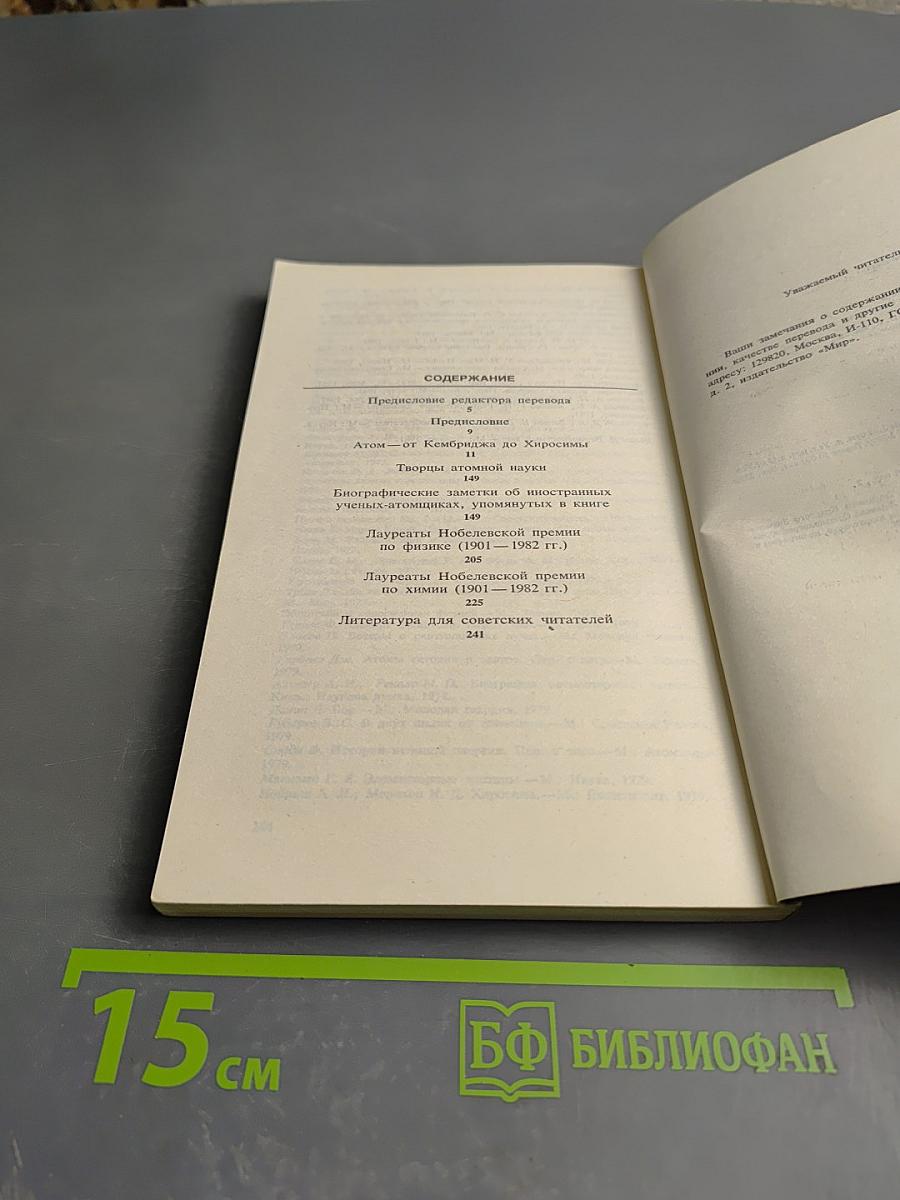 СОДЕРЖАНИЕ
Предисловие редактора перевода
5
Предисловие
9
Атом — от Кембриджа до Хиросимы
11
Творцы атомной науки
149
Биографические заметки об иностранных
ученых-атомщиках, упомянутых в книге
149
Лауреаты Нобелевской премии
по физике (1901 — 1982 гг.)
205
Лауреаты Нобелевской премии
по химии (1901 — 1982 гг.)
225
Литература для советских читателей
241
Уважаемый читатель
Ваши замечания о содержании
нии, качестве перевода и другие
адресу: 129820, Москва, И-110, ГС
д. 2, издательство «Мир».
15 см
БФ БИБЛИОФАН